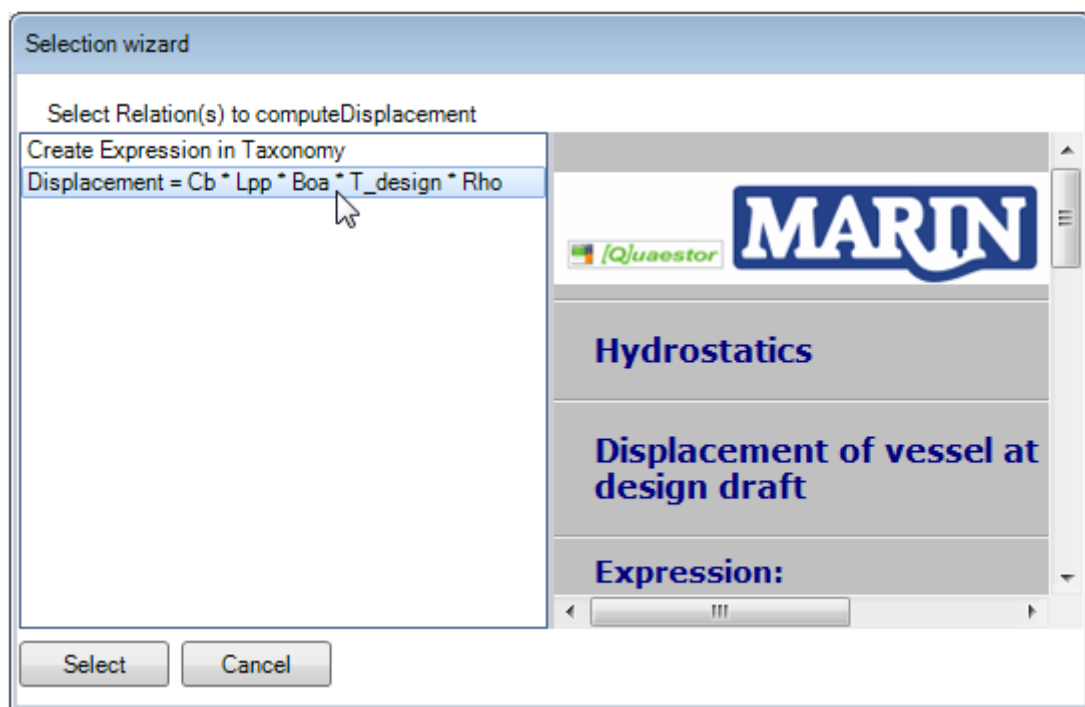 Selection wizard
Select Relation(s) to computeDisplacement
Create Expression in Taxonomy
Displacement = Cb * Lpp * Boa * T_design * Rho
[Q]uaestor MARIN
Hydrostatics
Displacement of vessel at
design draft
Expression:
Select Cancel